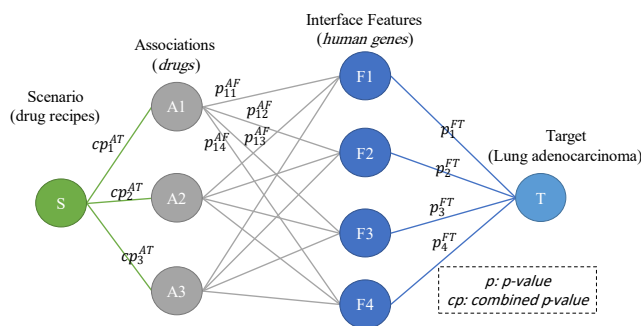 Interface Features
(human genes)
Associations
(drugs)
Scenario
(drug recipes)
Target
(Lung adenocarcinoma)
S
A1
A2
A3
F1
F2
F3
F4
T
cp_1^{AT}
cp_2^{AT}
cp_3^{AT}
p_{11}^{AF}
p_{12}^{AF}
p_{13}^{AF}
p_{14}^{AF}
p_1^{FT}
p_2^{FT}
p_3^{FT}
p_4^{FT}
p: p-value
cp: combined p-value